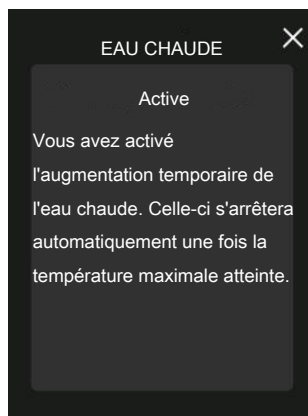 EAU CHAUDE
Active
Vous avez activé
l'augmentation temporaire de
l'eau chaude. Celle-ci s'arrêtera
automatiquement une fois la
température maximale atteinte.